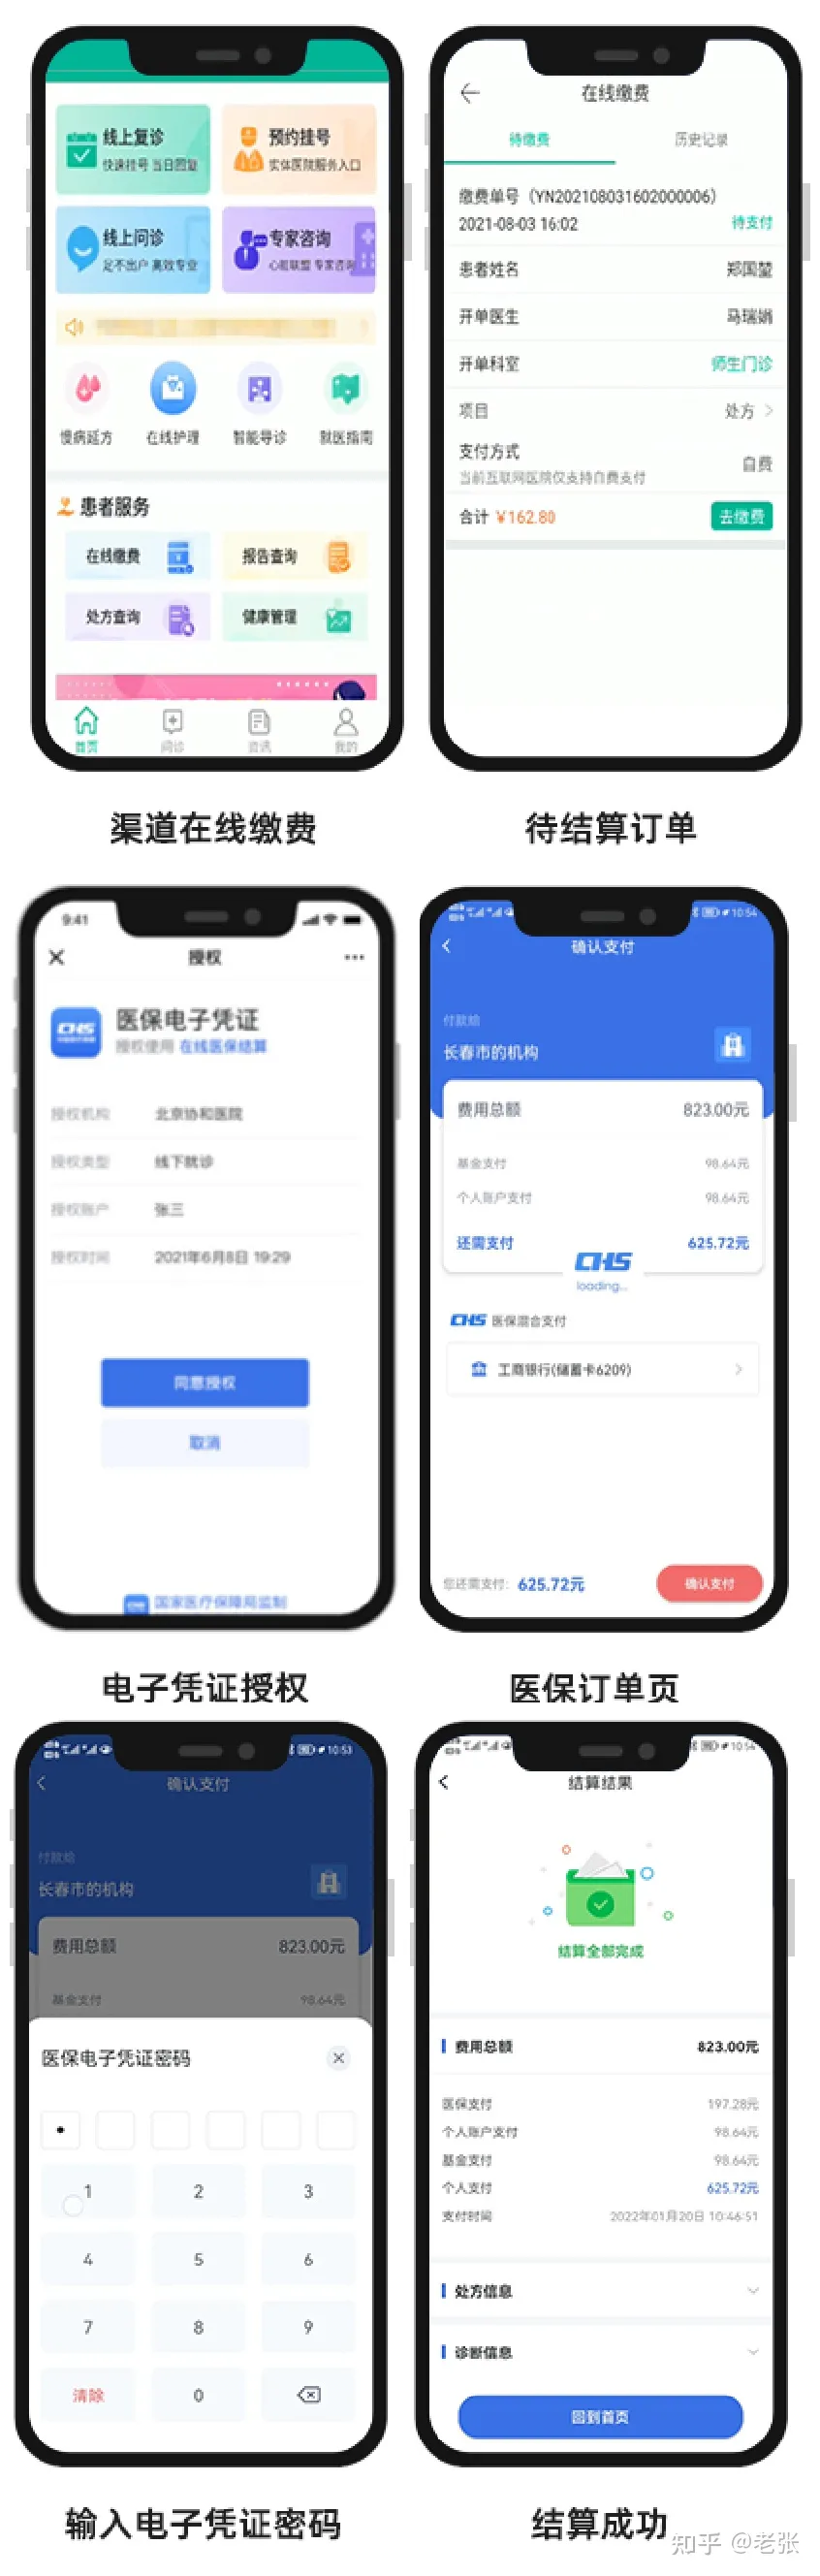 线上复诊
快速挂号 当日回复
预约挂号
实体医院服务入口
线上问诊
足不出户 高效专业
专家咨询
心脏联盟 专家咨询
慢病延方
在线护理
智能导诊
就医指南
患者服务
在线缴费
报告查询
处方查询
健康管理
首页
问诊
资讯
我的
渠道在线缴费
在线缴费
待缴费
历史记录
缴费单号（YN202108031602000006）
2021-08-03 16:02
待支付
患者姓名
郑国堃
开单医生
马瑞娟
开单科室
师生门诊
项目
处方
支付方式
当前互联网医院仅支持自费支付
自费
合计 ¥162.80
去缴费
待结算订单
9:41
授权
医保电子凭证
授权使用 在线医保结算
授权机构
北京协和医院
授权类型
线下就诊
授权账户
张三
授权时间
2021年6月8日 19:29
同意授权
取消
国家医疗保障局监制
电子凭证授权
10:54
确认支付
付款给
长春市的机构
费用总额
823.00元
基金支付
98.64元
个人账户支付
98.64元
还需支付
625.72元
CHS
loading...
CHS 医保混合支付
工商银行(储蓄卡6209)
您还需支付：625.72元
确认支付
医保订单页
10:53
确认支付
付款给
长春市的机构
费用总额
823.00元
基金支付
98.64元
医保电子凭证密码
1
2
3
4
5
6
7
8
9
清除
0
输入电子凭证密码
10:54
结算结果
结算全部完成
费用总额
823.00元
医保支付
197.28元
个人账户支付
98.64元
基金支付
98.64元
个人支付
625.72元
支付时间
2022年01月20日 10:46:51
处方信息
诊断信息
回到首页
结算成功
知乎 @老张